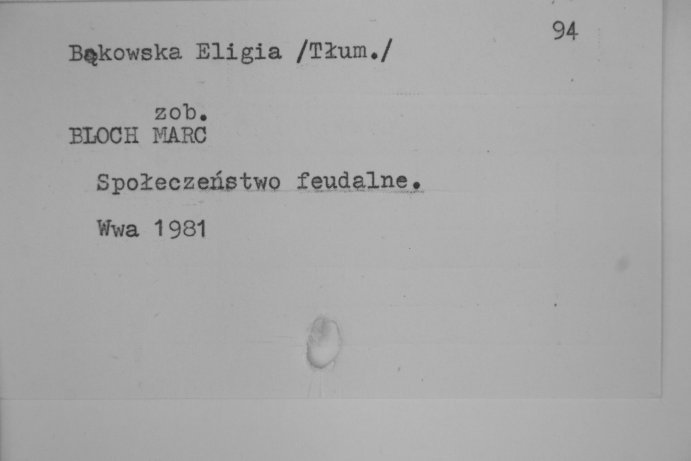 94
Bąkowska Eligia /Tłum./
zob.
BLOCH MARC
Społeczeństwo feudalne.
Wwa 1981